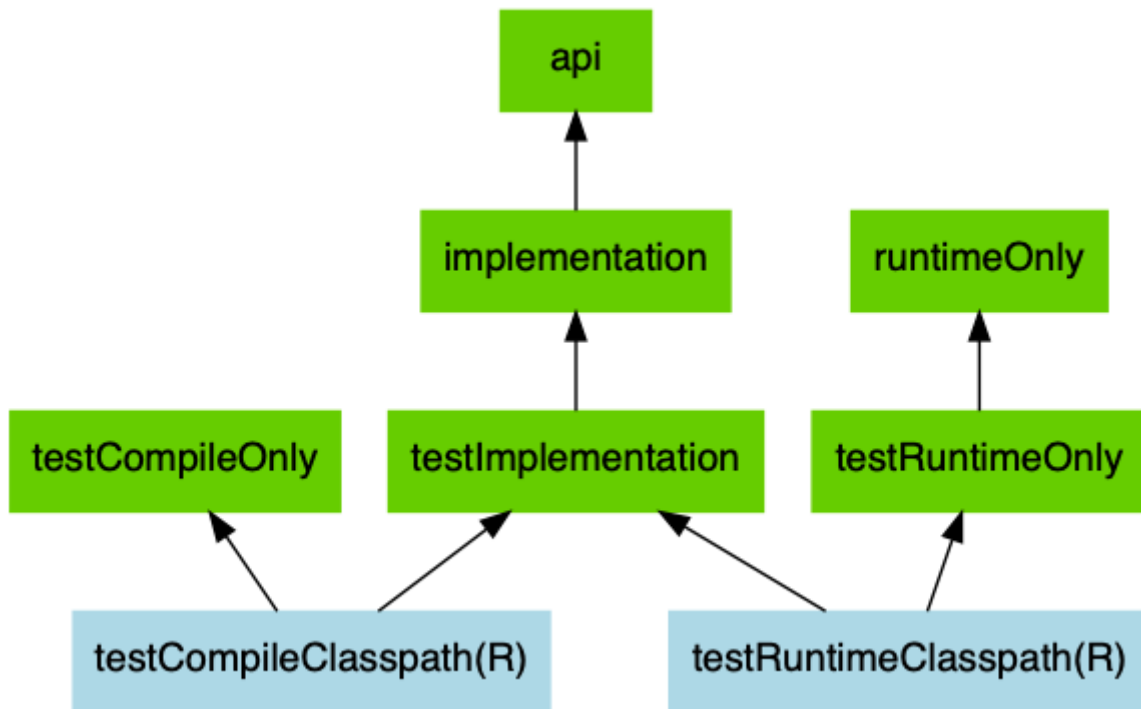 api
implementation
runtimeOnly
testCompileOnly
testImplementation
testRuntimeOnly
testCompileClasspath(R)
testRuntimeClasspath(R)